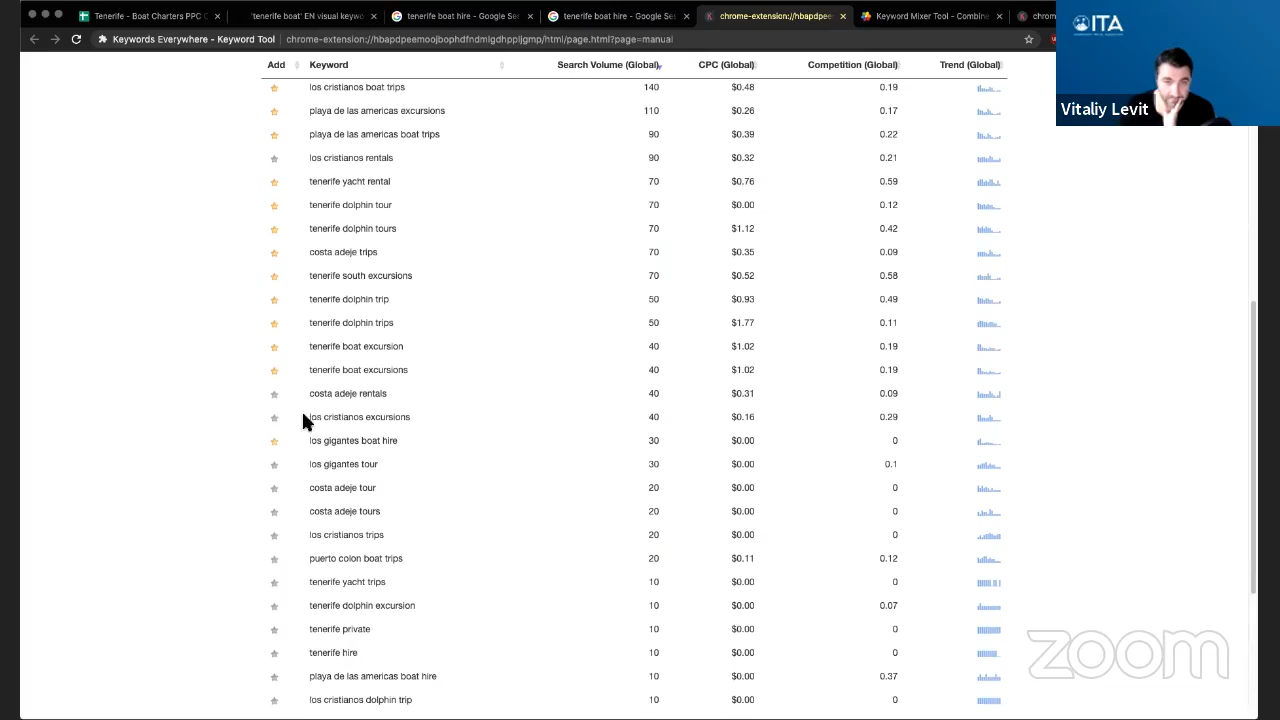 Tenerife - Boat Charters PPC C
'tenerife boat' EN visual keywo
tenerife boat hire - Google Se
tenerife boat hire - Google Se
chrome-extension://hbapdpee
Keyword Mixer Tool - Combine
chrome
Keywords Everywhere - Keyword Tool chrome-extension://hbapdpeemoojbophdfndmlgdhppljgmp/html/page.html?page=manual
ITA
Vitaliy Levit
Add Keyword Search Volume (Global) CPC (Global) Competition (Global) Trend (Global)
los cristianos boat trips 140 $0.48 0.19
playa de las americas excursions 110 $0.26 0.17
playa de las americas boat trips 90 $0.39 0.22
los cristianos rentals 90 $0.32 0.21
tenerife yacht rental 70 $0.76 0.59
tenerife dolphin tour 70 $0.00 0.12
tenerife dolphin tours 70 $1.12 0.42
costa adeje trips 70 $0.35 0.09
tenerife south excursions 70 $0.52 0.58
tenerife dolphin trip 50 $0.93 0.49
tenerife dolphin trips 50 $1.77 0.11
tenerife boat excursion 40 $1.02 0.19
tenerife boat excursions 40 $1.02 0.19
costa adeje rentals 40 $0.31 0.09
los cristianos excursions 40 $0.16 0.29
los gigantes boat hire 30 $0.00 0
los gigantes tour 30 $0.00 0.1
costa adeje tour 20 $0.00 0
costa adeje tours 20 $0.00 0
los cristianos trips 20 $0.00 0
puerto colon boat trips 20 $0.11 0.12
tenerife yacht trips 10 $0.00 0
tenerife dolphin excursion 10 $0.00 0.07
tenerife private 10 $0.00 0
tenerife hire 10 $0.00 0
playa de las americas boat hire 10 $0.00 0.37
los cristianos dolphin trip 10 $0.00 0
zoom